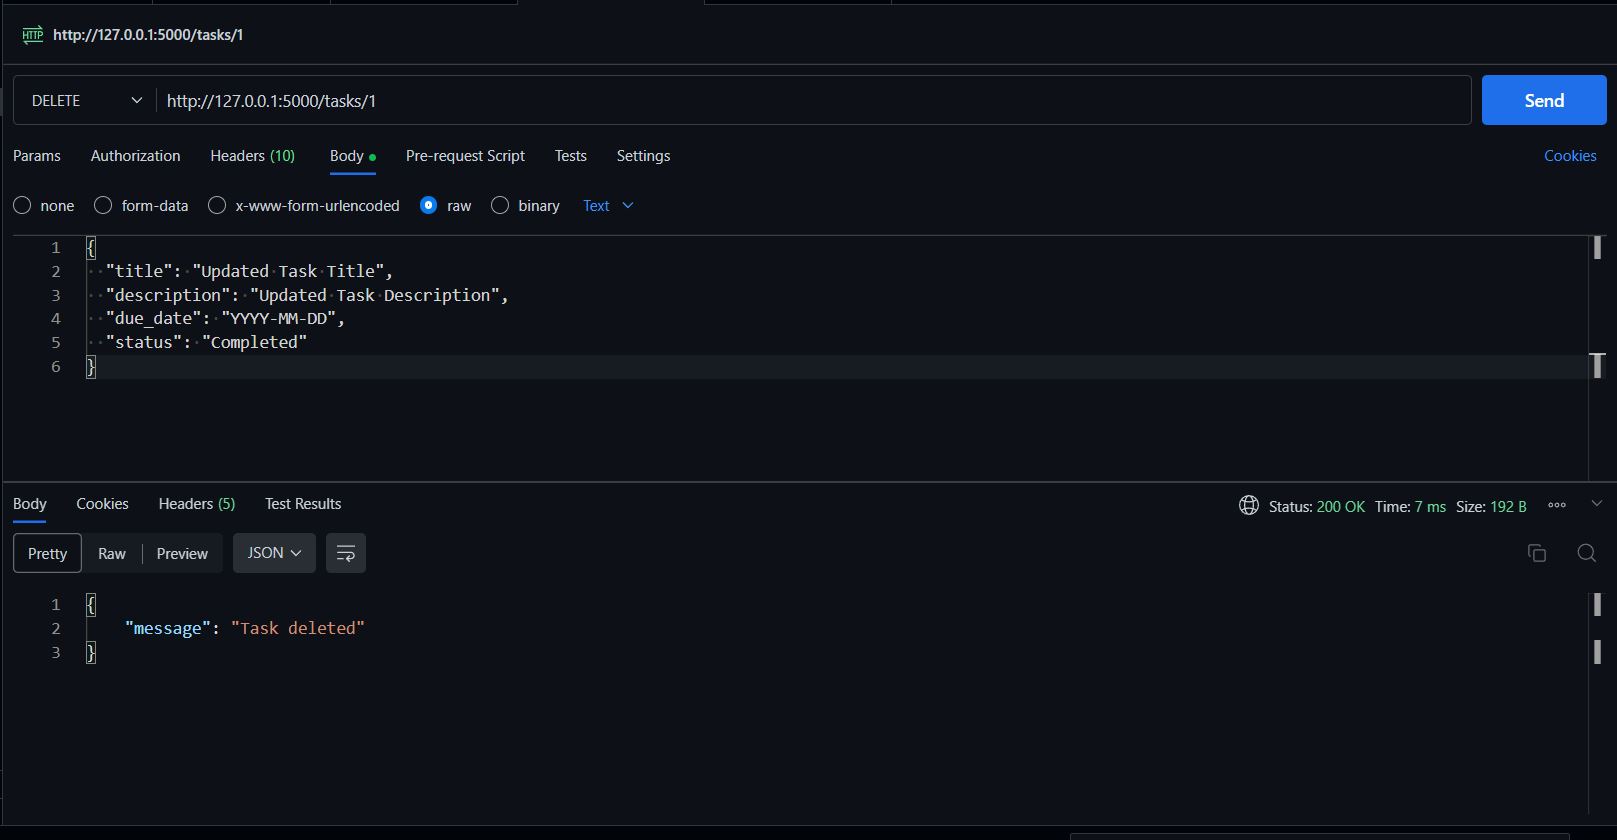 HTTP http://127.0.0.1:5000/tasks/1
DELETE http://127.0.0.1:5000/tasks/1 Send
Params Authorization Headers (10) Body Pre-request Script Tests Settings Cookies
none form-data x-www-form-urlencoded raw binary Text
1 {
2 "title": "Updated Task Title",
3 "description": "Updated Task Description",
4 "due_date": "YYYY-MM-DD",
5 "status": "Completed"
6 }
Body Cookies Headers (5) Test Results Status: 200 OK Time: 7 ms Size: 192 B
Pretty Raw Preview JSON
1 {
2 "message": "Task deleted"
3 }